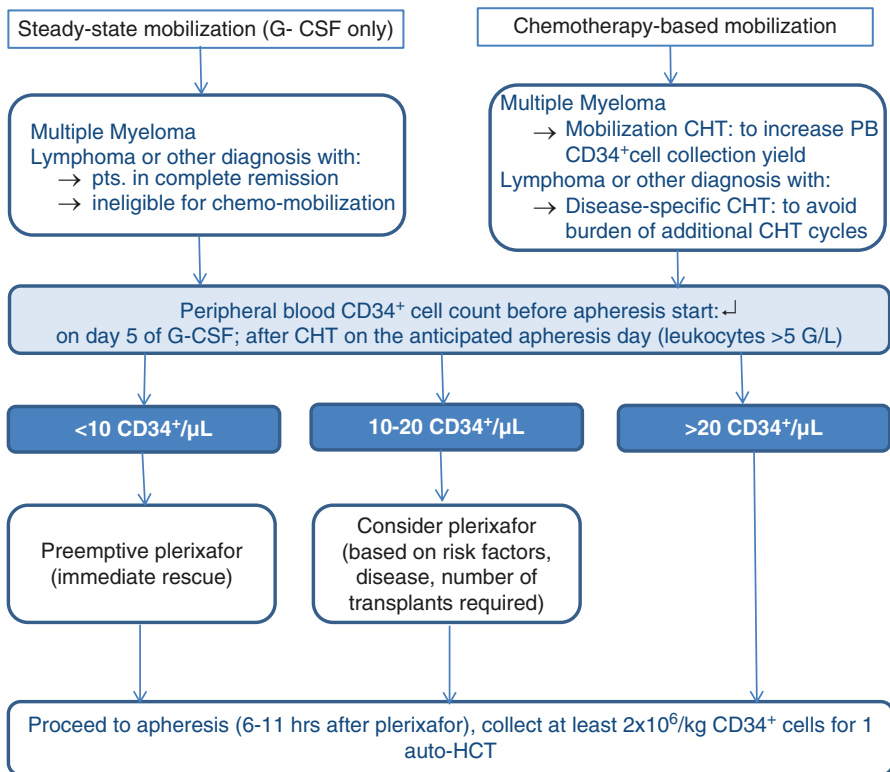 Steady-state mobilization (G- CSF only)
Chemotherapy-based mobilization
Multiple Myeloma
Lymphoma or other diagnosis with:
→ pts. in complete remission
→ ineligible for chemo-mobilization
Multiple Myeloma
→ Mobilization CHT: to increase PB
CD34⁺cell collection yield
Lymphoma or other diagnosis with:
→ Disease-specific CHT: to avoid
burden of additional CHT cycles
Peripheral blood CD34⁺ cell count before apheresis start: ↲
on day 5 of G-CSF; after CHT on the anticipated apheresis day (leukocytes >5 G/L)
<10 CD34⁺/µL
10-20 CD34⁺/µL
>20 CD34⁺/µL
Preemptive plerixafor
(immediate rescue)
Consider plerixafor
(based on risk factors,
disease, number of
transplants required)
Proceed to apheresis (6-11 hrs after plerixafor), collect at least 2x10⁶/kg CD34⁺ cells for 1
auto-HCT